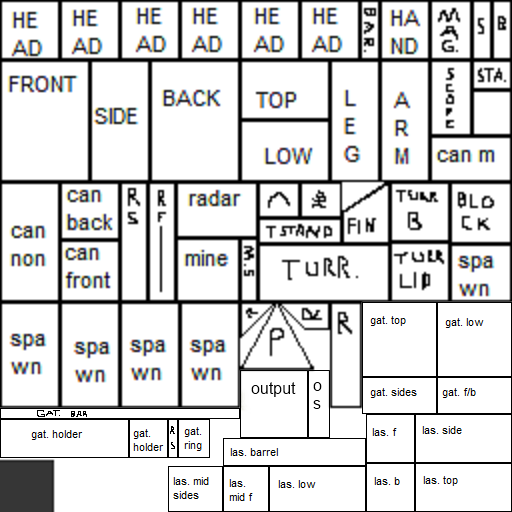 HE HE HE HE HE HE BAR. HA MAG. S B
AD AD AD AD AD AD ND
FRONT SIDE BACK TOP LEG ARM SCOPE STA.
LOW can m
can
non
can
back
can
front
RS RF radar
mine M.S
TSTAND FIN
TURR
B
BLO
CK
TURR.
TURR
LID
spa
wn
spa
wn
spa
wn
spa
wn
spa
wn
P R
output OS
gat. top gat. low
gat. sides gat. f/b
GAT. BAR
gat. holder
gat.
holder
RS
gat.
ring
las. f las. side
las. barrel
las. mid
sides
las.
mid f
las. low las. b las. top